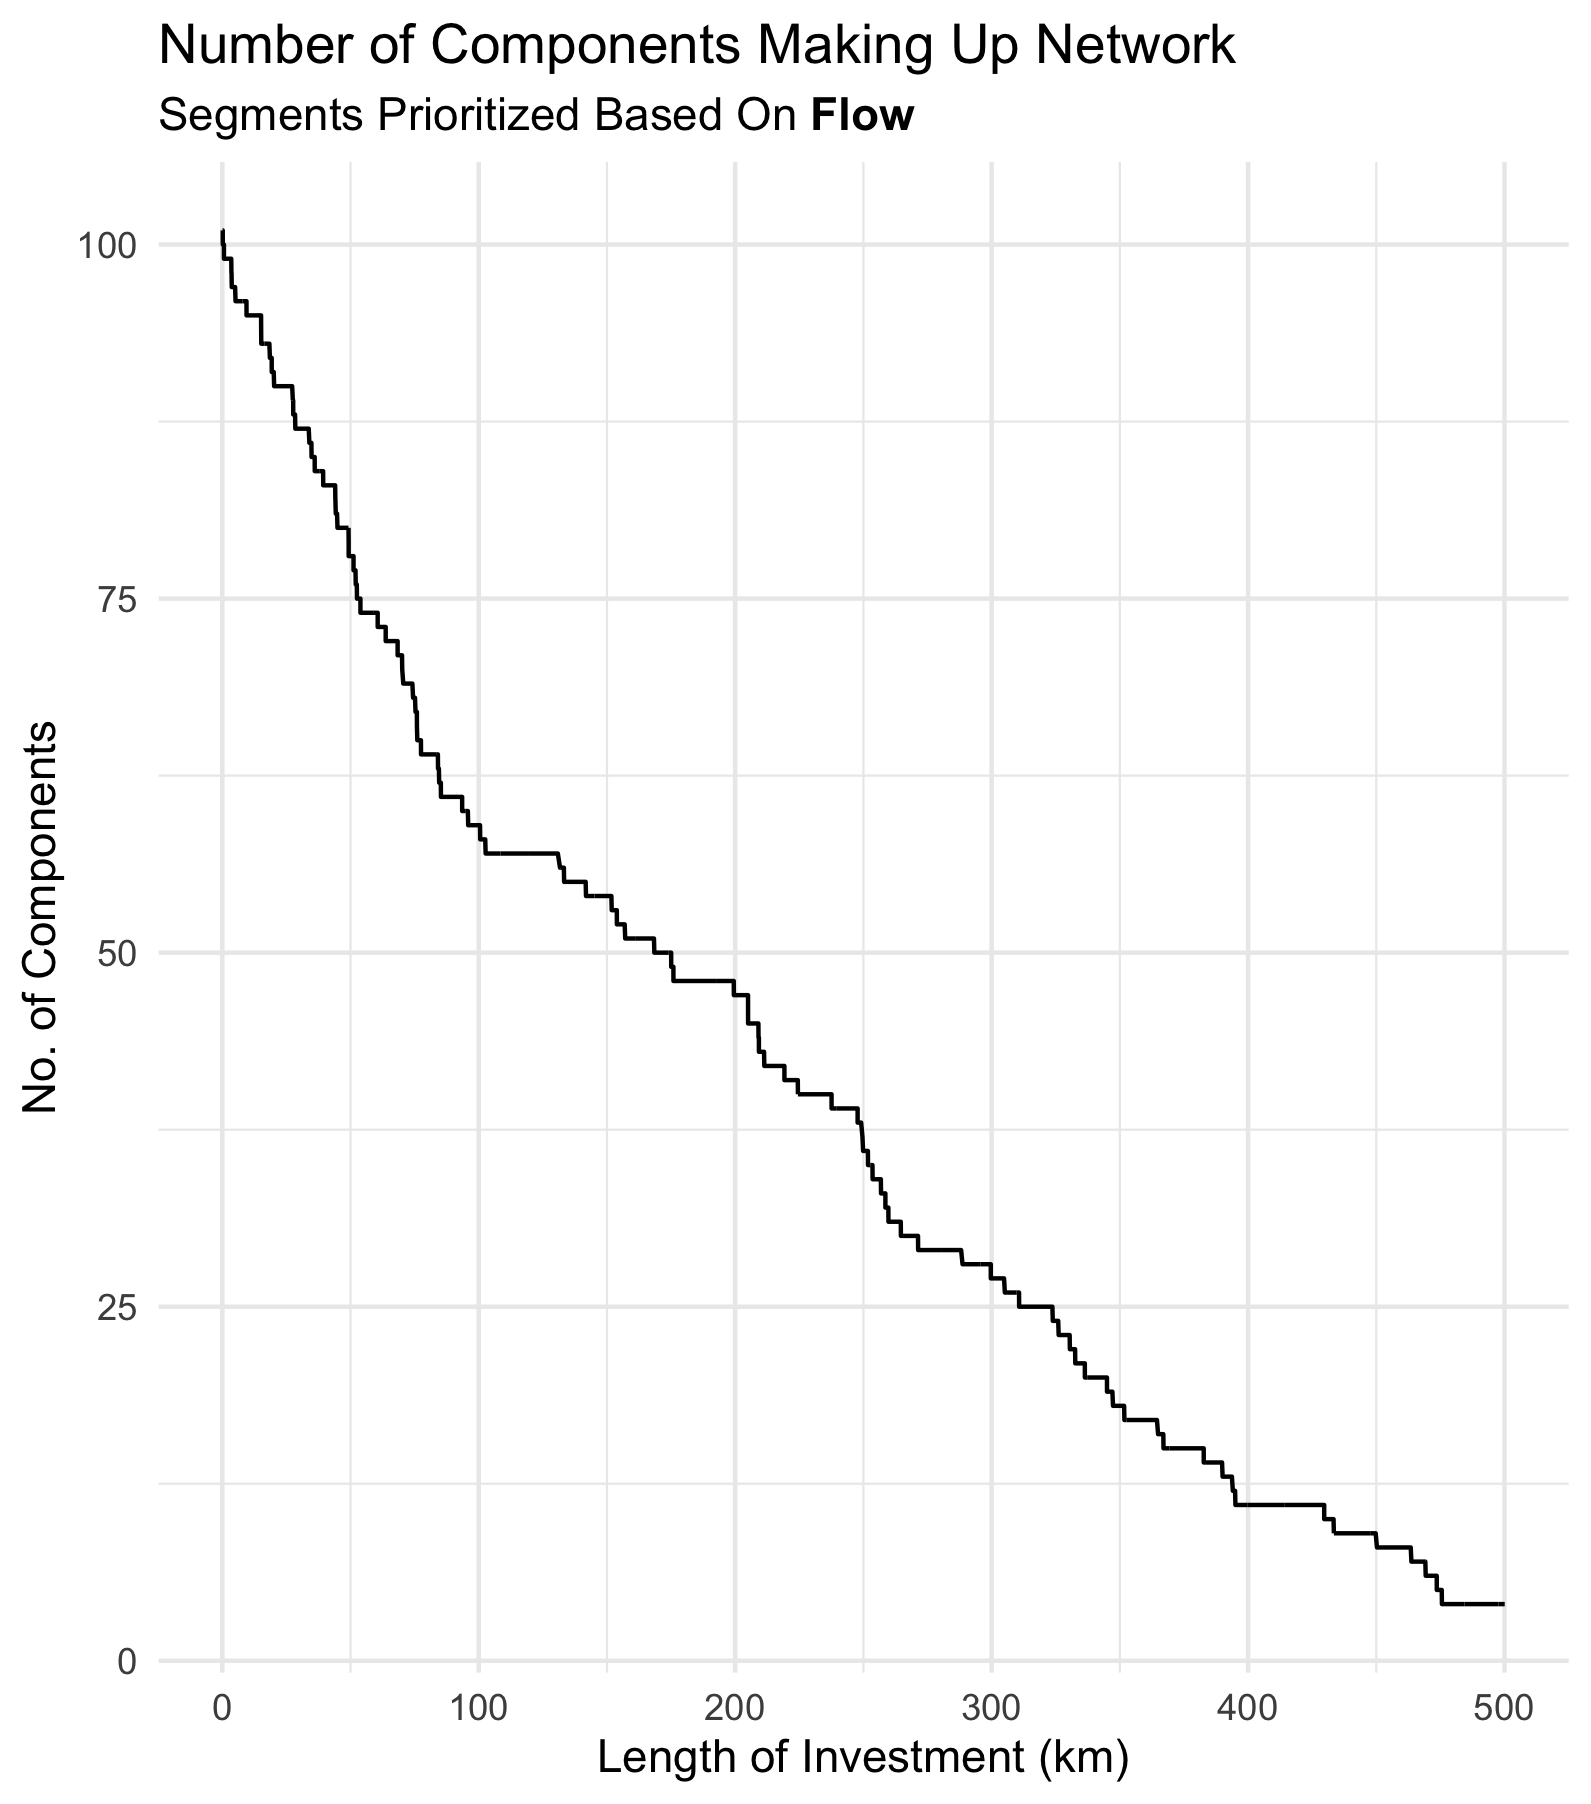 Number of Components Making Up Network
Segments Prioritized Based On Flow
No. of Components
100
75
50
25
0
0 100 200 300 400 500
Length of Investment (km)